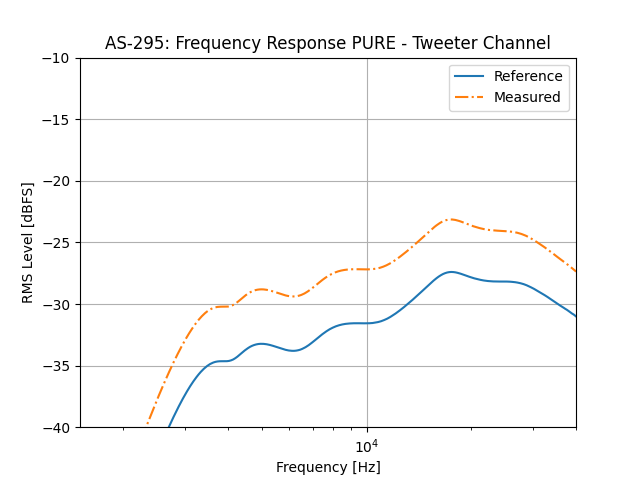 AS-295: Frequency Response PURE - Tweeter Channel
RMS Level [dBFS]
−10
−15
−20
−25
−30
−35
−40
Reference
Measured
10⁴
Frequency [Hz]